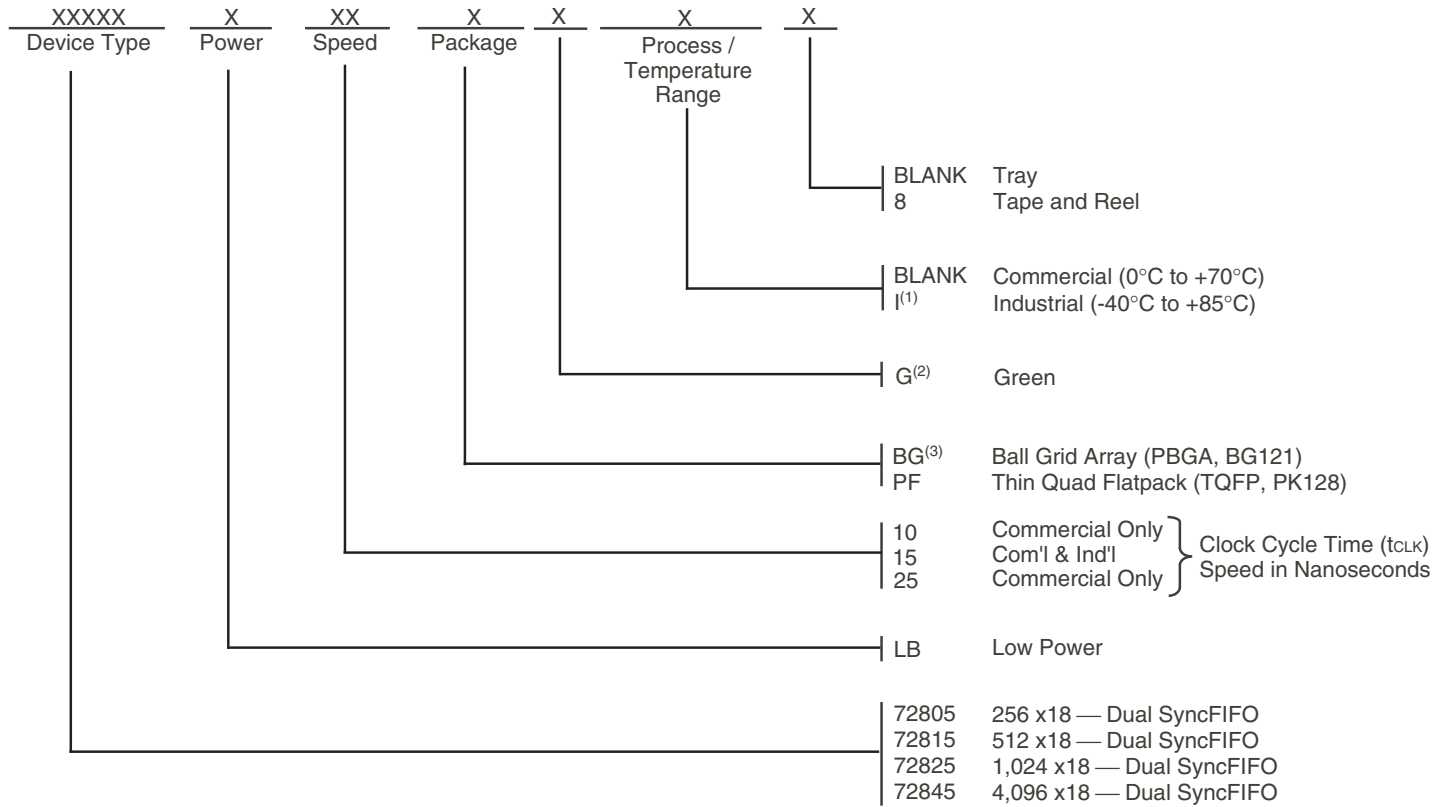 XXXXX X XX X X X X
Device Type Power Speed Package Process /
Temperature
Range
BLANK Tray
8 Tape and Reel
BLANK Commercial (0°C to +70°C)
I(1) Industrial (-40°C to +85°C)
G(2) Green
BG(3) Ball Grid Array (PBGA, BG121)
PF Thin Quad Flatpack (TQFP, PK128)
10 Commercial Only
15 Com'l & Ind'l
25 Commercial Only
Clock Cycle Time (tCLK)
Speed in Nanoseconds
LB Low Power
72805 256 x18 — Dual SyncFIFO
72815 512 x18 — Dual SyncFIFO
72825 1,024 x18 — Dual SyncFIFO
72845 4,096 x18 — Dual SyncFIFO